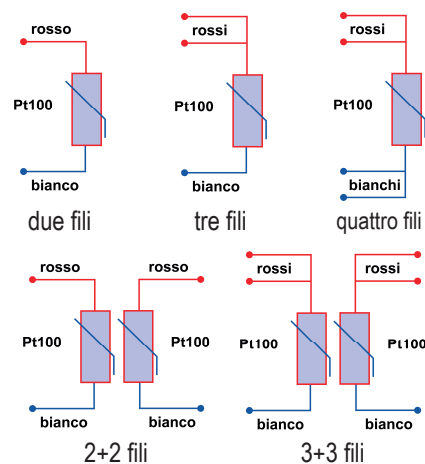 rosso
Pt100
bianco
due fili
rossi
Pt100
bianco
tre fili
rossi
Pt100
bianchi
quattro fili
rosso
rosso
Pt100
Pt100
bianco
bianco
2+2 fili
rossi
rossi
Pt100
Pt100
bianco
bianco
3+3 fili